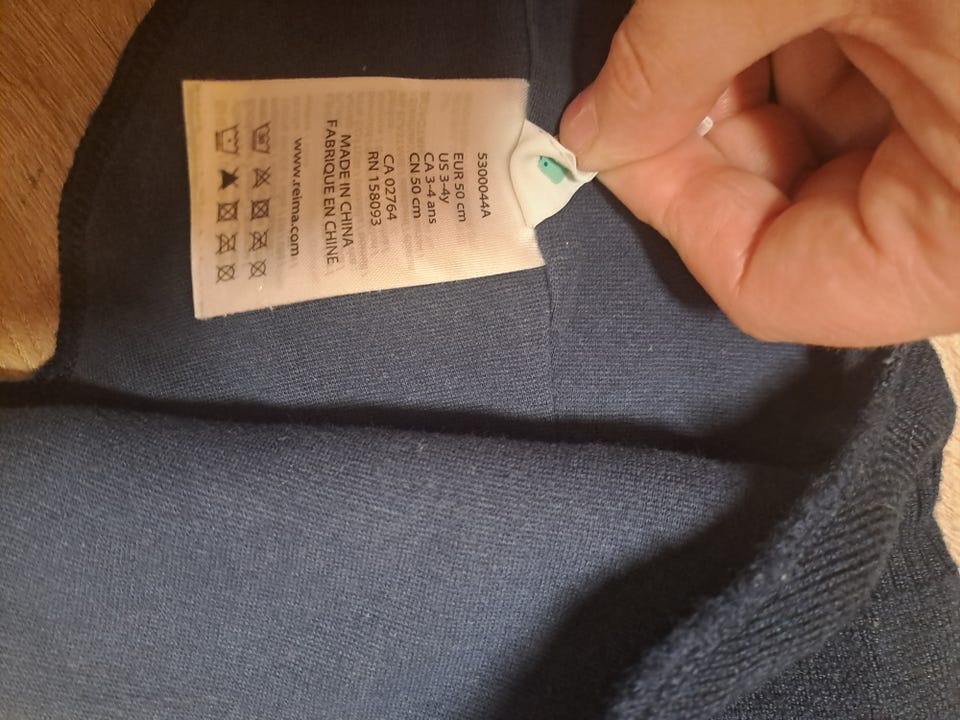 5300044A
EUR 50 cm
US 3-4y
CA 3-4 ans
CN 50 cm
CA 02764
RN 158093
MADE IN CHINA
FABRIQUE EN CHINE
www.reima.com